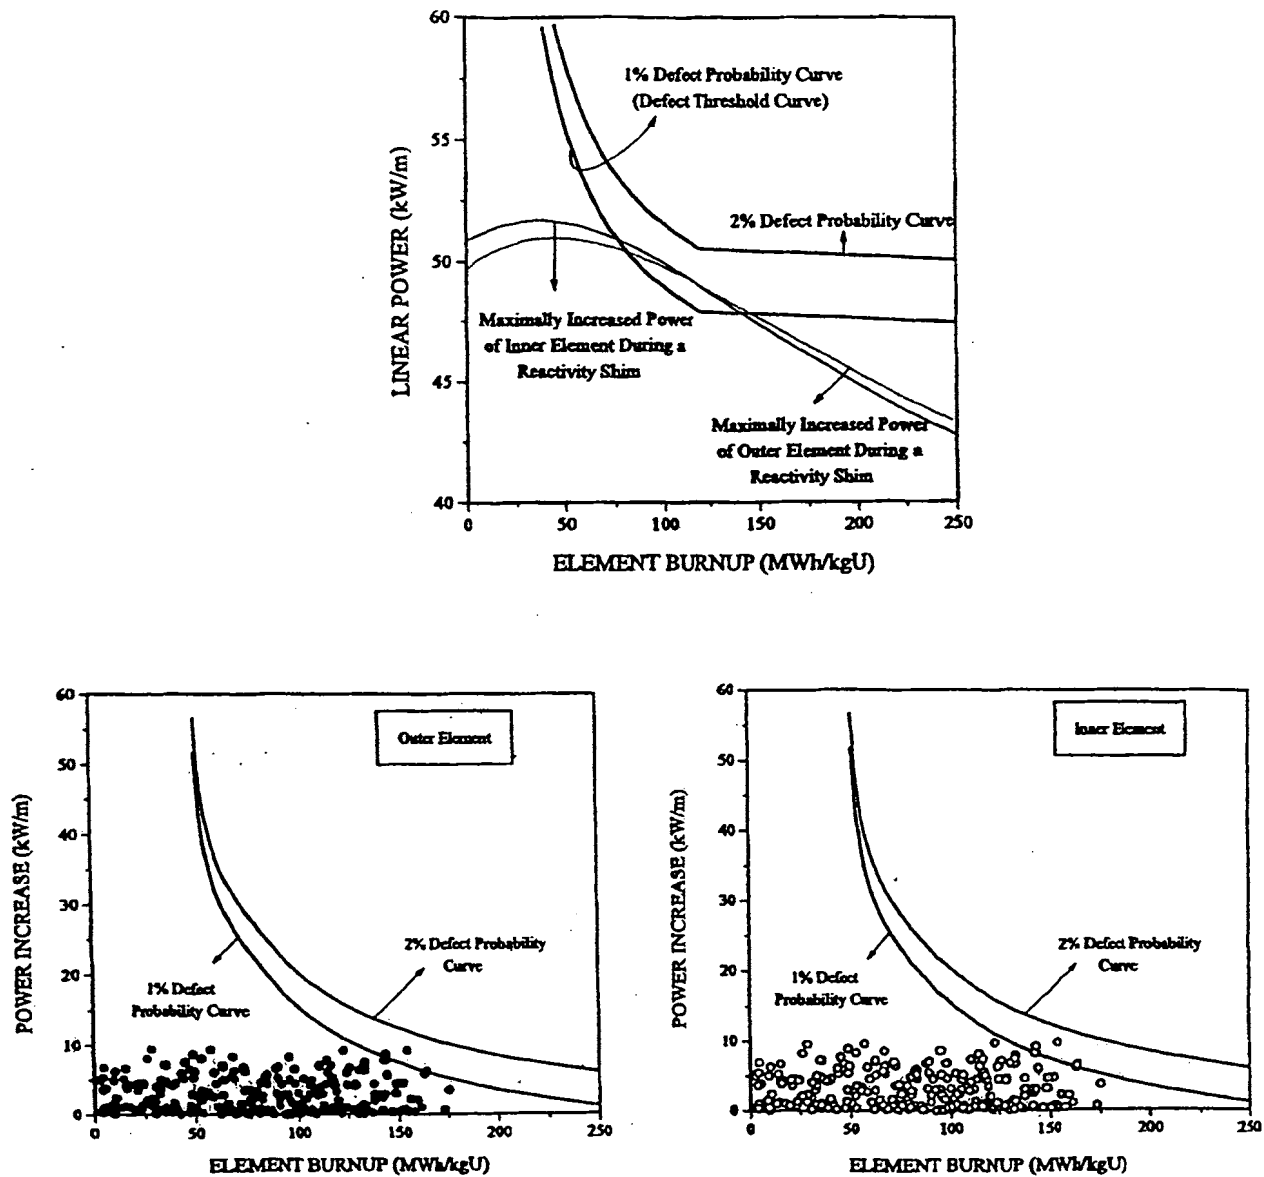 60
1% Defect Probability Curve
(Defect Threshold Curve)
55
2% Defect Probability Curve
50
LINEAR POWER (kW/m)
Maximally Increased Power
of Inner Element During a
Reactivity Shim
45
Maximally Increased Power
of Outer Element During a
Reactivity Shim
40
0 50 100 150 200 250
ELEMENT BURNUP (MWh/kgU)
60
Outer Element
50
40
POWER INCREASE (kW/m)
30
2% Defect Probability
Curve
20
1% Defect
Probability Curve
10
0
0 50 100 150 200 250
ELEMENT BURNUP (MWh/kgU)
60
Inner Element
50
40
POWER INCREASE (kW/m)
30
2% Defect Probability
Curve
20
1% Defect
Probability Curve
10
0
0 50 100 150 200 250
ELEMENT BURNUP (MWh/kgU)